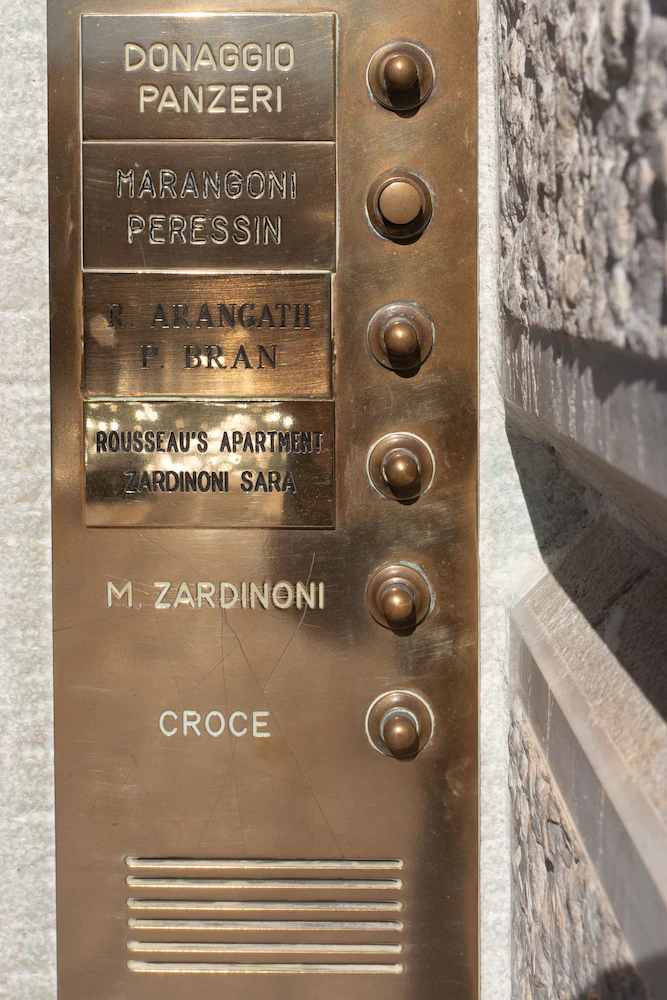 DONAGGIO
PANZERI
MARANGONI
PERESSIN
R. ARANGATH
P. BRAN
ROUSSEAU'S APARTMENT
ZARDINONI SARA
M. ZARDINONI
CROCE